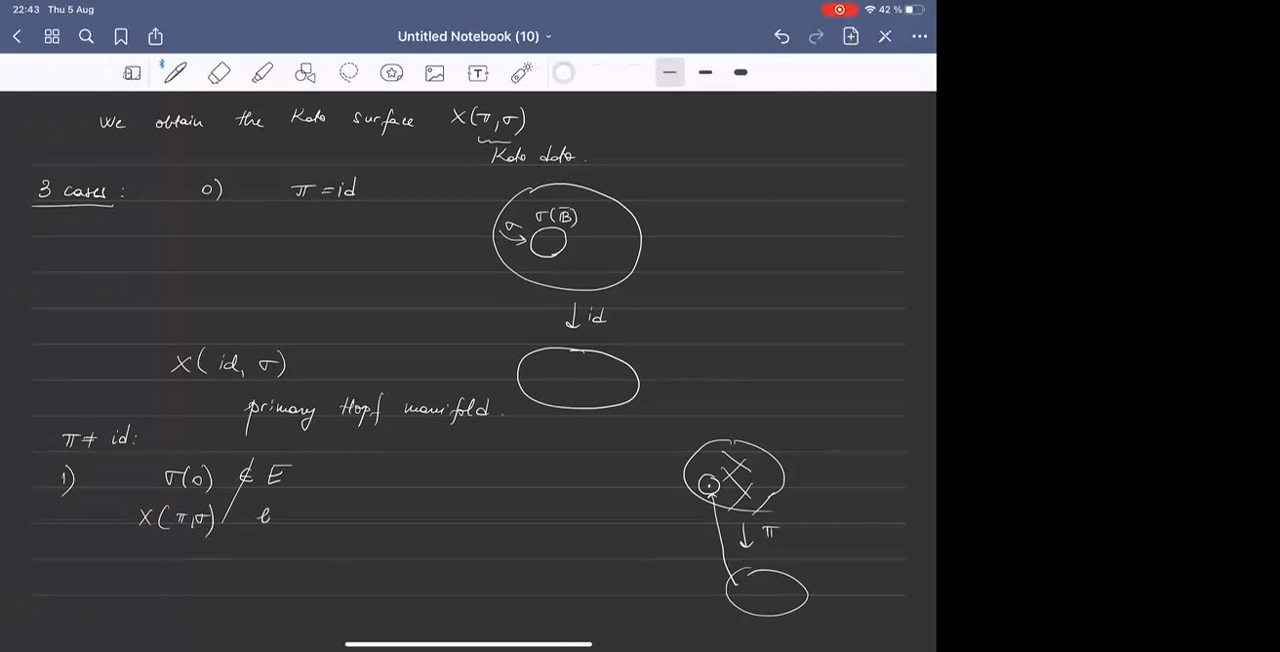 22:43 Thu 5 Aug
42 %
Untitled Notebook (10)
We obtain the Kato surface X(π,σ)
Kato data.
3 cases: 0) π = id
σ(B̅)
σ
↓ id
X( id, σ)
primary Hopf manifold.
π ≠ id:
1) σ(0) ∉ E
X(π,σ)
↓ π